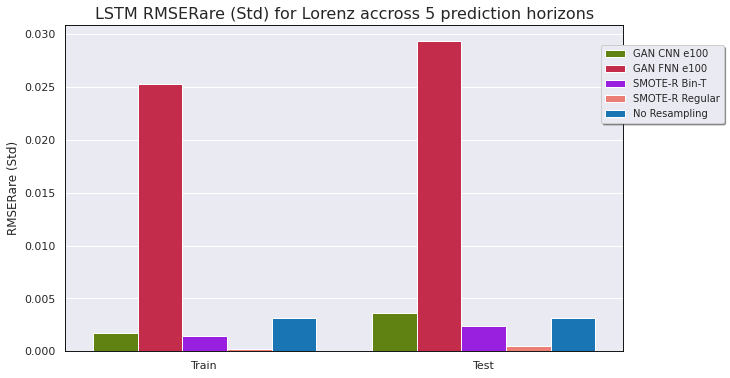 LSTM RMSERare (Std) for Lorenz accross 5 prediction horizons
0.030
0.025
0.020
0.015
0.010
0.005
0.000
RMSERare (Std)
Train
Test
GAN CNN e100
GAN FNN e100
SMOTE-R Bin-T
SMOTE-R Regular
No Resampling